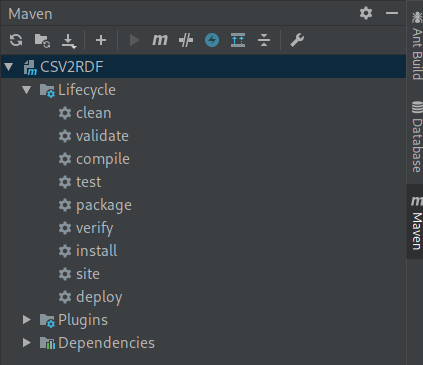 Maven
m
CSV2RDF
Lifecycle
clean
validate
compile
test
package
verify
install
site
deploy
Plugins
Dependencies
Ant Build
Database
m Maven